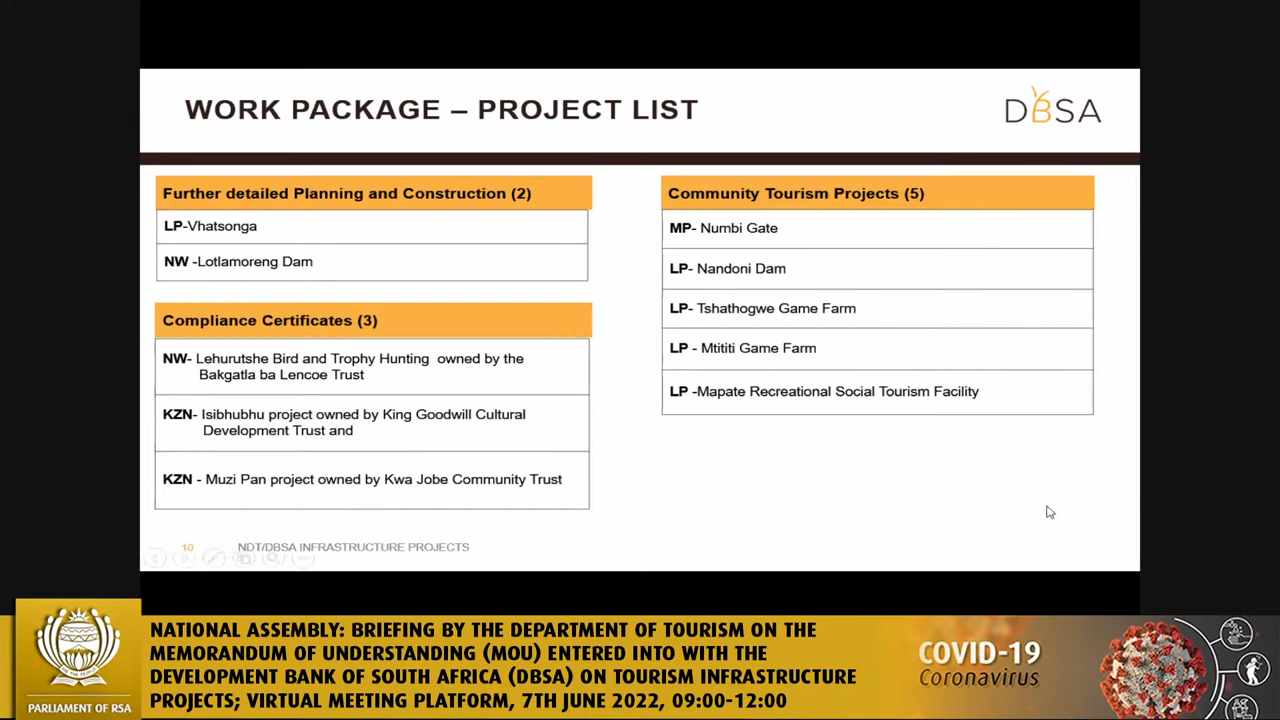 WORK PACKAGE – PROJECT LIST
DBSA
Further detailed Planning and Construction (2)
LP-Vhatsonga
NW -Lotlamoreng Dam
Compliance Certificates (3)
NW- Lehurutshe Bird and Trophy Hunting owned by the
Bakgatla ba Lencoe Trust
KZN- Isibhubhu project owned by King Goodwill Cultural
Development Trust and
KZN - Muzi Pan project owned by Kwa Jobe Community Trust
Community Tourism Projects (5)
MP- Numbi Gate
LP- Nandoni Dam
LP- Tshathogwe Game Farm
LP - Mtititi Game Farm
LP -Mapate Recreational Social Tourism Facility
10 NDT/DBSA INFRASTRUCTURE PROJECTS
PARLIAMENT OF RSA
NATIONAL ASSEMBLY: BRIEFING BY THE DEPARTMENT OF TOURISM ON THE
MEMORANDUM OF UNDERSTANDING (MOU) ENTERED INTO WITH THE
DEVELOPMENT BANK OF SOUTH AFRICA (DBSA) ON TOURISM INFRASTRUCTURE
PROJECTS; VIRTUAL MEETING PLATFORM, 7TH JUNE 2022, 09:00-12:00
COVID-19
Coronavirus